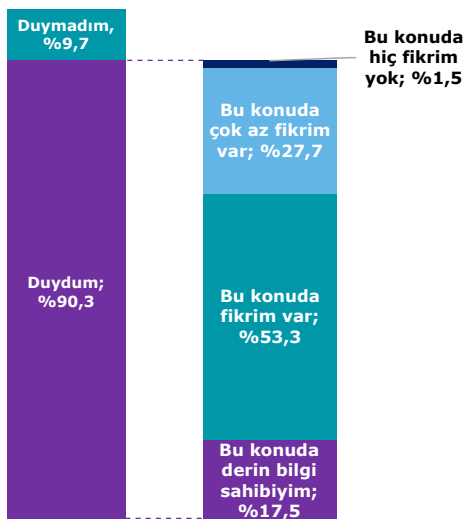 Duymadım,
%9,7
Duydum;
%90,3
Bu konuda
hiç fikrim
yok; %1,5
Bu konuda
çok az fikrim
var; %27,7
Bu konuda
fikrim var;
%53,3
Bu konuda
derin bilgi
sahibiyim;
%17,5